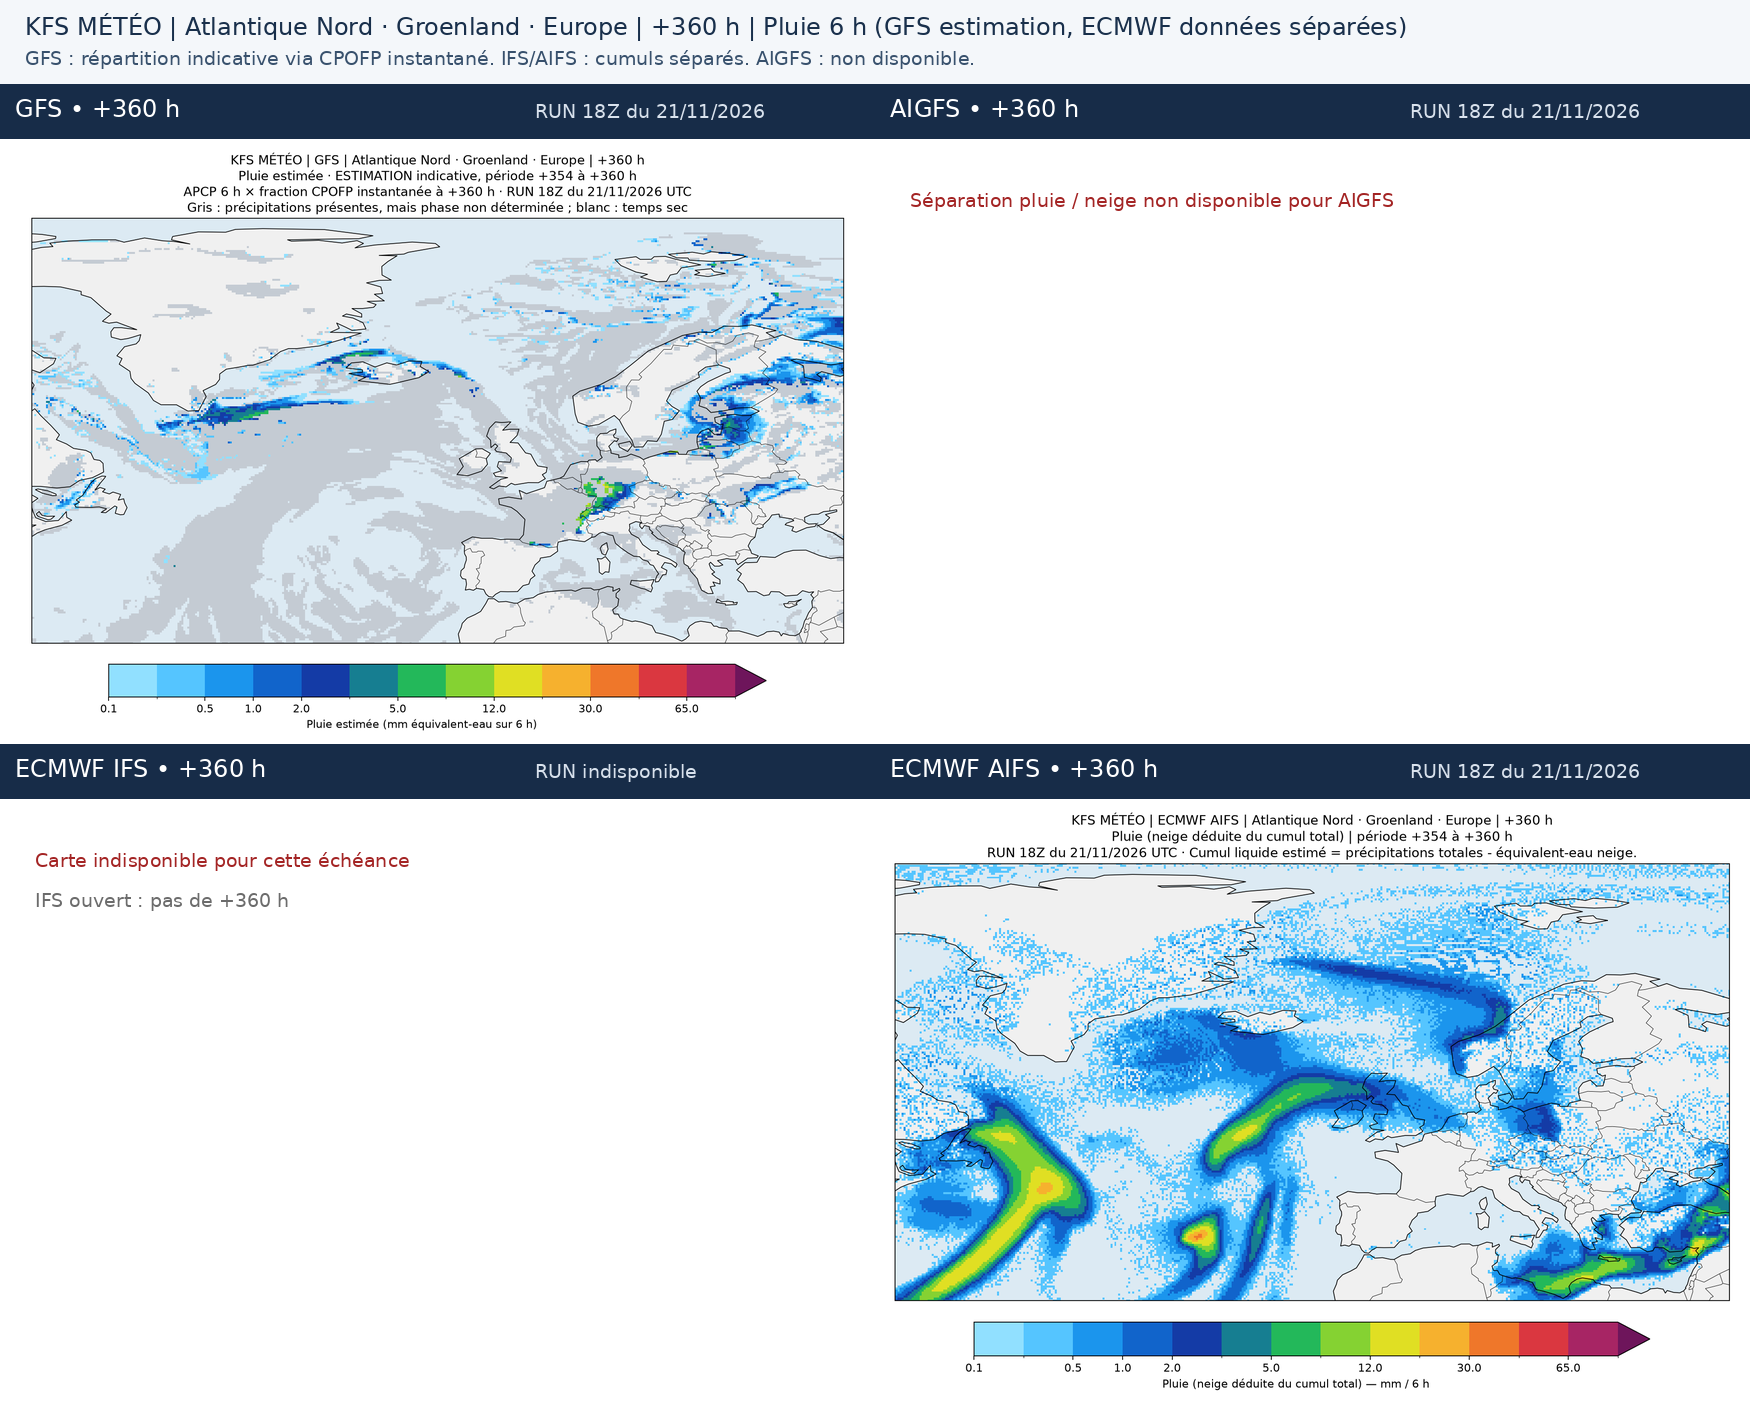 KFS MÉTÉO | Atlantique Nord · Groenland · Europe | +360 h | Pluie 6 h (GFS estimation, ECMWF données séparées)
GFS : répartition indicative via CPOFP instantané. IFS/AIFS : cumuls séparés. AIGFS : non disponible.
GFS • +360 h
RUN 18Z du 21/11/2026
AIGFS • +360 h
RUN 18Z du 21/11/2026
KFS MÉTÉO | GFS | Atlantique Nord · Groenland · Europe | +360 h
Pluie estimée · ESTIMATION indicative, période +354 à +360 h
APCP 6 h × fraction CPOFP instantanée à +360 h · RUN 18Z du 21/11/2026 UTC
Gris : précipitations présentes, mais phase non déterminée ; blanc : temps sec
Séparation pluie / neige non disponible pour AIGFS
0.1 0.5 1.0 2.0 5.0 12.0 30.0 65.0
Pluie estimée (mm équivalent-eau sur 6 h)
ECMWF IFS • +360 h
RUN indisponible
ECMWF AIFS • +360 h
RUN 18Z du 21/11/2026
Carte indisponible pour cette échéance
IFS ouvert : pas de +360 h
KFS MÉTÉO | ECMWF AIFS | Atlantique Nord · Groenland · Europe | +360 h
Pluie (neige déduite du cumul total) | période +354 à +360 h
RUN 18Z du 21/11/2026 UTC · Cumul liquide estimé = précipitations totales - équivalent-eau neige.
0.1 0.5 1.0 2.0 5.0 12.0 30.0 65.0
Pluie (neige déduite du cumul total) — mm / 6 h